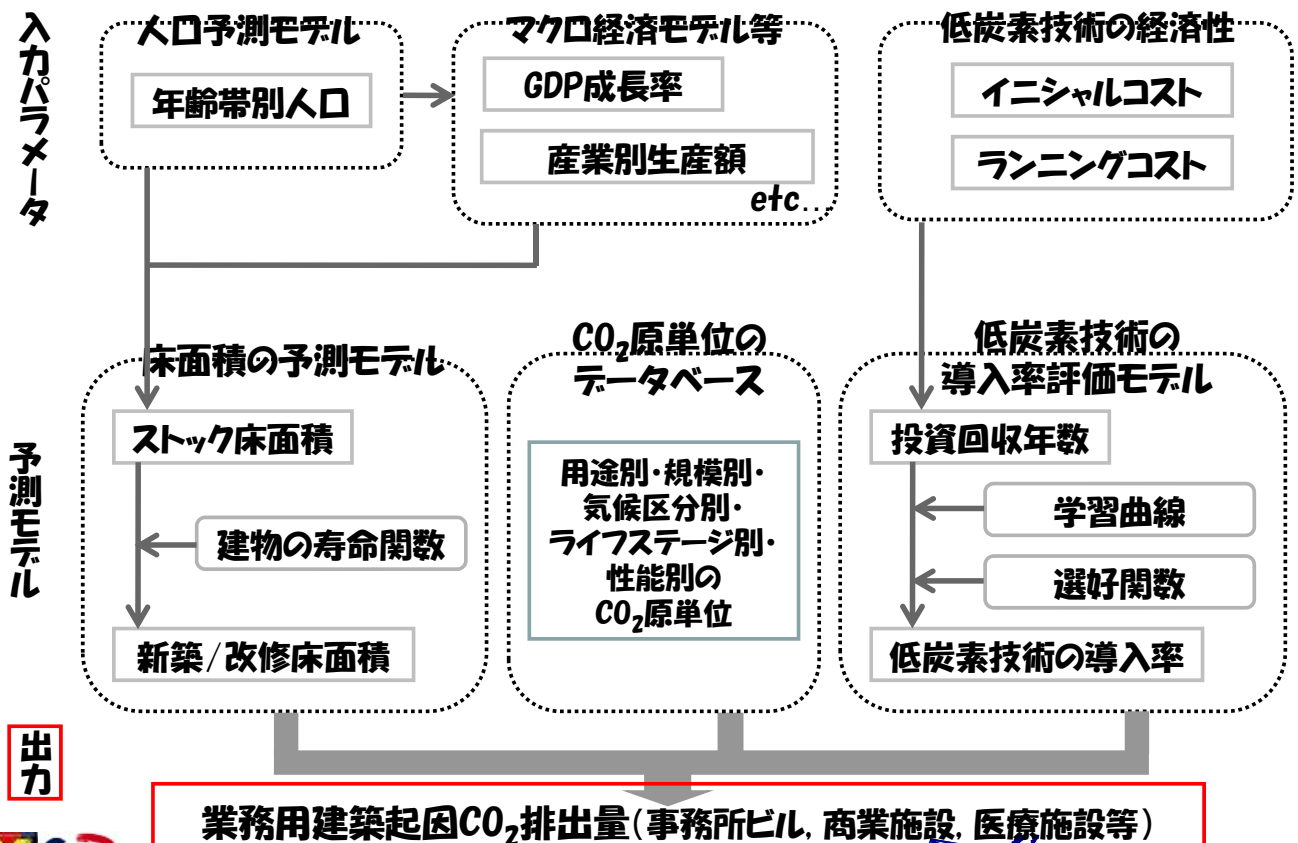 入力パラメータ
人口予測モデル
年齢帯別人口
マクロ経済モデル等
GDP成長率
産業別生産額
etc...
低炭素技術の経済性
イニシャルコスト
ランニングコスト
予測モデル
床面積の予測モデル
ストック床面積
建物の寿命関数
新築/改修床面積
CO₂原単位の
データベース
用途別・規模別・
気候区分別・
ライフステージ別・
性能別の
CO₂原単位
低炭素技術の
導入率評価モデル
投資回収年数
学習曲線
選好関数
低炭素技術の導入率
出力
業務用建築起因CO₂排出量(事務所ビル, 商業施設, 医療施設等)